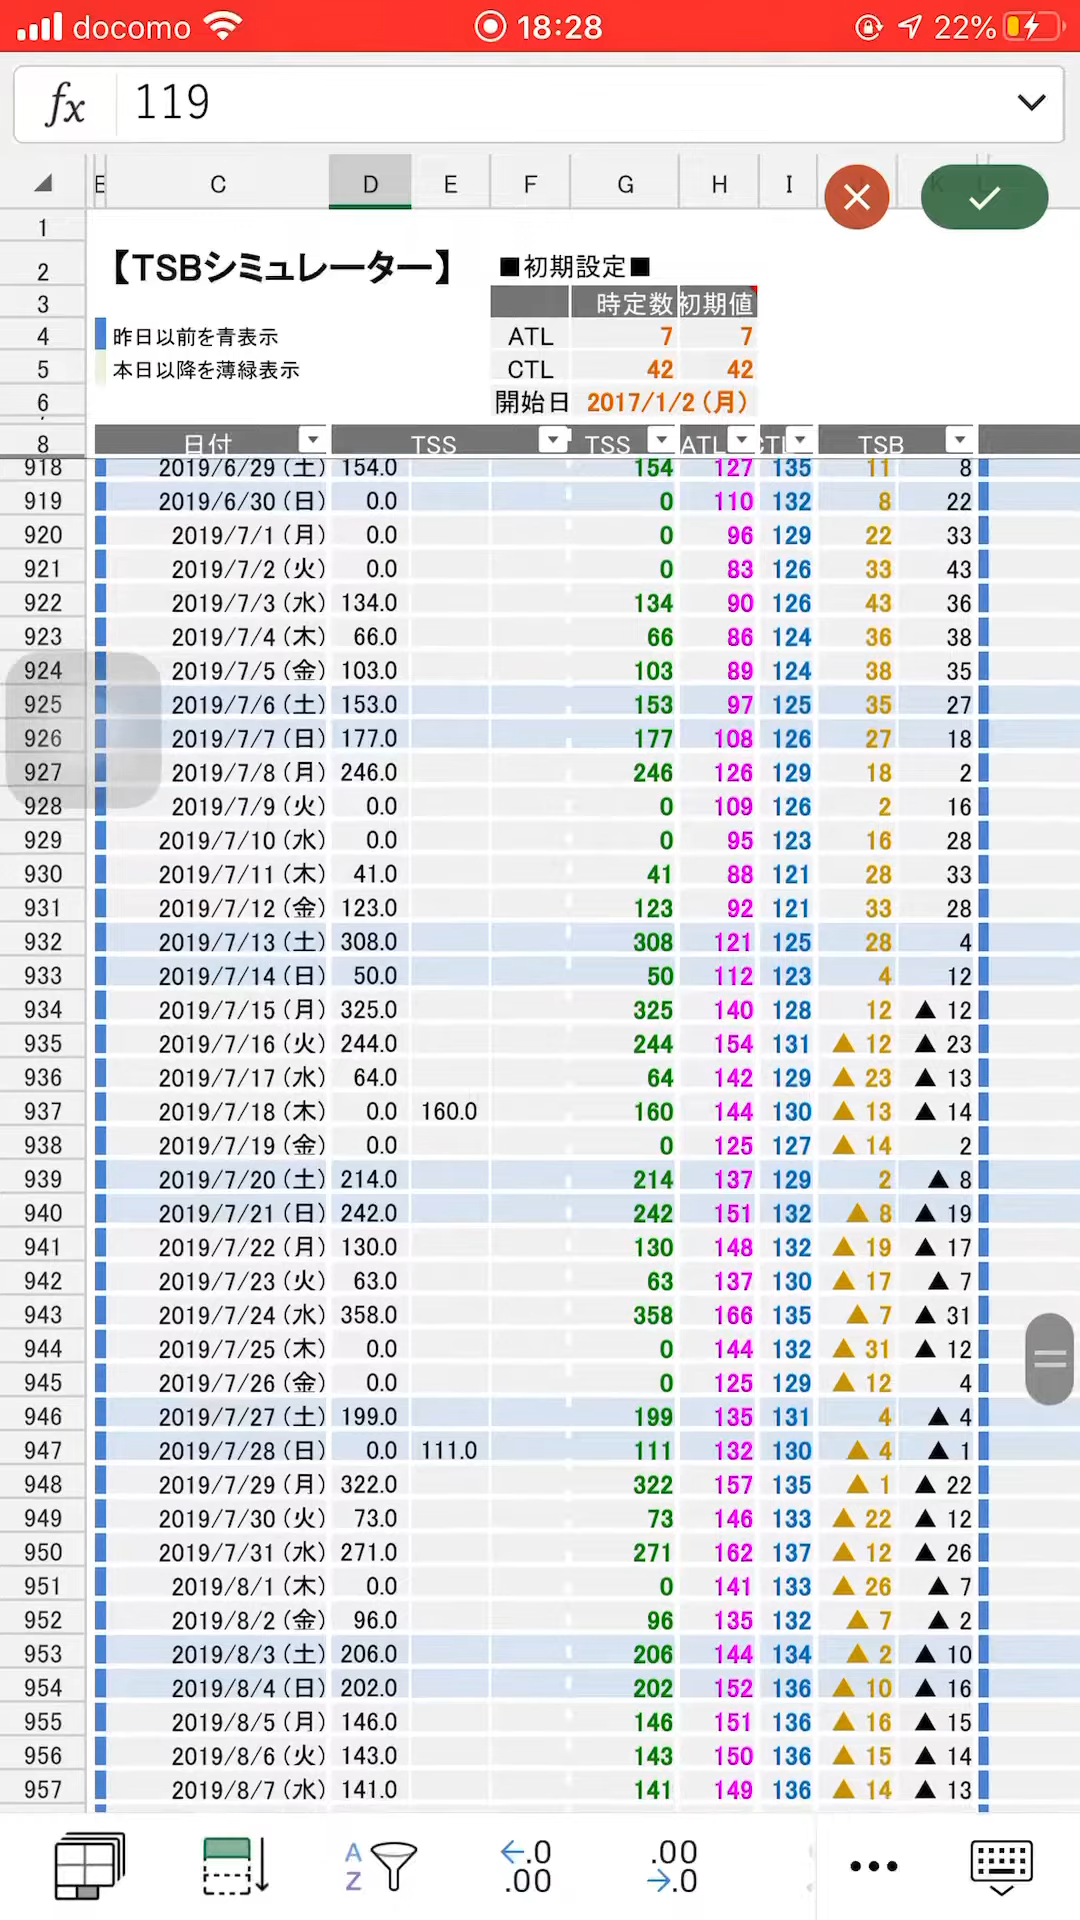 docomo 18:28 22%
fx 119
E C D E F G H I
1
2 【TSBシミュレーター】 ■初期設定■
3 時定数 初期値
4 昨日以前を青表示 ATL 7 7
5 本日以降を薄緑表示 CTL 42 42
6 開始日 2017/1/2(月)
8 日付 TSS TSS ATL CTL TSB
918 2019/6/29(土) 154.0 154 127 135 11 8
919 2019/6/30(日) 0.0 0 110 132 8 22
920 2019/7/1(月) 0.0 0 96 129 22 33
921 2019/7/2(火) 0.0 0 83 126 33 43
922 2019/7/3(水) 134.0 134 90 126 43 36
923 2019/7/4(木) 66.0 66 86 124 36 38
924 2019/7/5(金) 103.0 103 89 124 38 35
925 2019/7/6(土) 153.0 153 97 125 35 27
926 2019/7/7(日) 177.0 177 108 126 27 18
927 2019/7/8(月) 246.0 246 126 129 18 2
928 2019/7/9(火) 0.0 0 109 126 2 16
929 2019/7/10(水) 0.0 0 95 123 16 28
930 2019/7/11(木) 41.0 41 88 121 28 33
931 2019/7/12(金) 123.0 123 92 121 33 28
932 2019/7/13(土) 308.0 308 121 125 28 4
933 2019/7/14(日) 50.0 50 112 123 4 12
934 2019/7/15(月) 325.0 325 140 128 12 ▲ 12
935 2019/7/16(火) 244.0 244 154 131 ▲ 12 ▲ 23
936 2019/7/17(水) 64.0 64 142 129 ▲ 23 ▲ 13
937 2019/7/18(木) 0.0 160.0 160 144 130 ▲ 13 ▲ 14
938 2019/7/19(金) 0.0 0 125 127 ▲ 14 2
939 2019/7/20(土) 214.0 214 137 129 2 ▲ 8
940 2019/7/21(日) 242.0 242 151 132 ▲ 8 ▲ 19
941 2019/7/22(月) 130.0 130 148 132 ▲ 19 ▲ 17
942 2019/7/23(火) 63.0 63 137 130 ▲ 17 ▲ 7
943 2019/7/24(水) 358.0 358 166 135 ▲ 7 ▲ 31
944 2019/7/25(木) 0.0 0 144 132 ▲ 31 ▲ 12
945 2019/7/26(金) 0.0 0 125 129 ▲ 12 4
946 2019/7/27(土) 199.0 199 135 131 4 ▲ 4
947 2019/7/28(日) 0.0 111.0 111 132 130 ▲ 4 ▲ 1
948 2019/7/29(月) 322.0 322 157 135 ▲ 1 ▲ 22
949 2019/7/30(火) 73.0 73 146 133 ▲ 22 ▲ 12
950 2019/7/31(水) 271.0 271 162 137 ▲ 12 ▲ 26
951 2019/8/1(木) 0.0 0 141 133 ▲ 26 ▲ 7
952 2019/8/2(金) 96.0 96 135 132 ▲ 7 ▲ 2
953 2019/8/3(土) 206.0 206 144 134 ▲ 2 ▲ 10
954 2019/8/4(日) 202.0 202 152 136 ▲ 10 ▲ 16
955 2019/8/5(月) 146.0 146 151 136 ▲ 16 ▲ 15
956 2019/8/6(火) 143.0 143 150 136 ▲ 15 ▲ 14
957 2019/8/7(水) 141.0 141 149 136 ▲ 14 ▲ 13
A ←.0 .00
Z .00 →.0